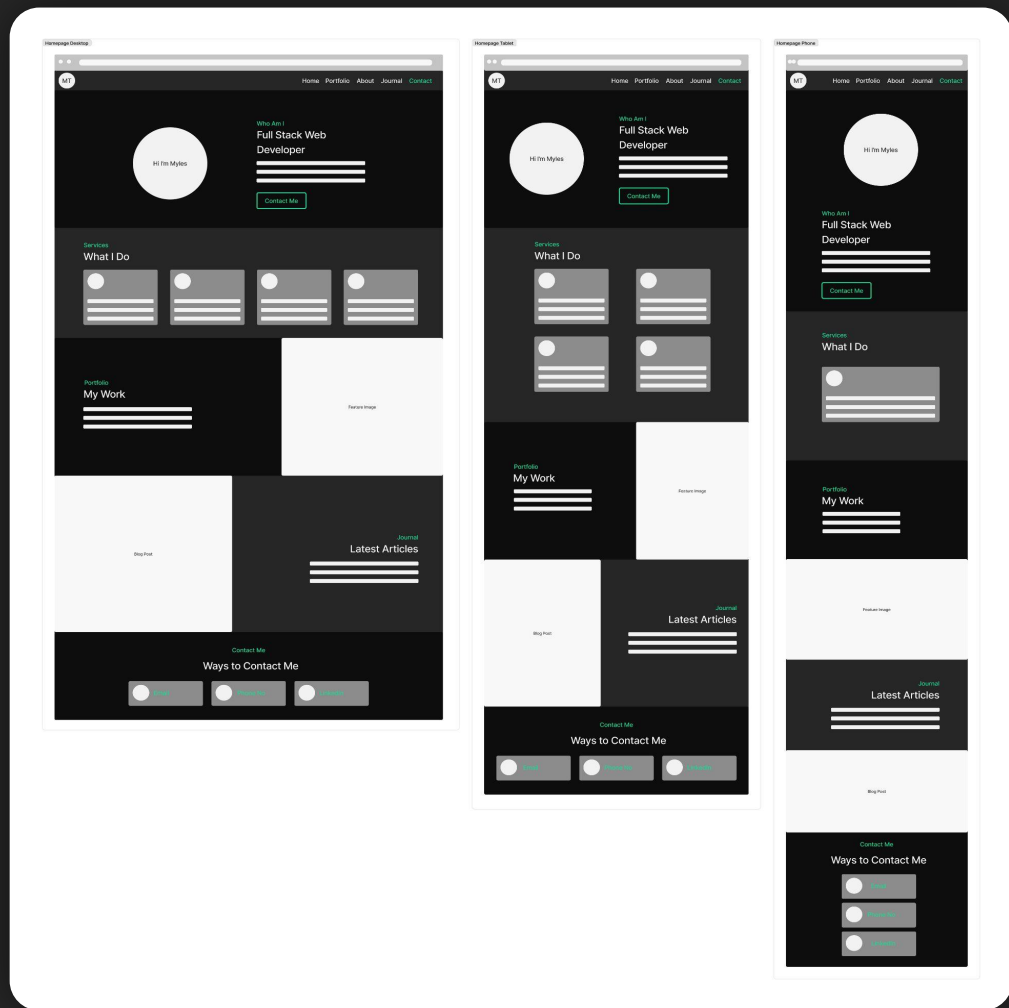 Homepage Desktop
MT
Home Portfolio About Journal Contact
Hi I'm Myles
Who Am I
Full Stack Web
Developer
Contact Me
Services
What I Do
Portfolio
My Work
Feature Image
Blog Post
Journal
Latest Articles
Contact Me
Ways to Contact Me
Homepage Tablet
MT
Home Portfolio About Journal Contact
Hi I'm Myles
Who Am I
Full Stack Web
Developer
Contact Me
Services
What I Do
Portfolio
My Work
Feature Image
Blog Post
Journal
Latest Articles
Contact Me
Ways to Contact Me
Homepage Phone
MT
Home Portfolio About Journal Contact
Hi I'm Myles
Who Am I
Full Stack Web
Developer
Contact Me
Services
What I Do
Portfolio
My Work
Feature Image
Journal
Latest Articles
Blog Post
Contact Me
Ways to Contact Me